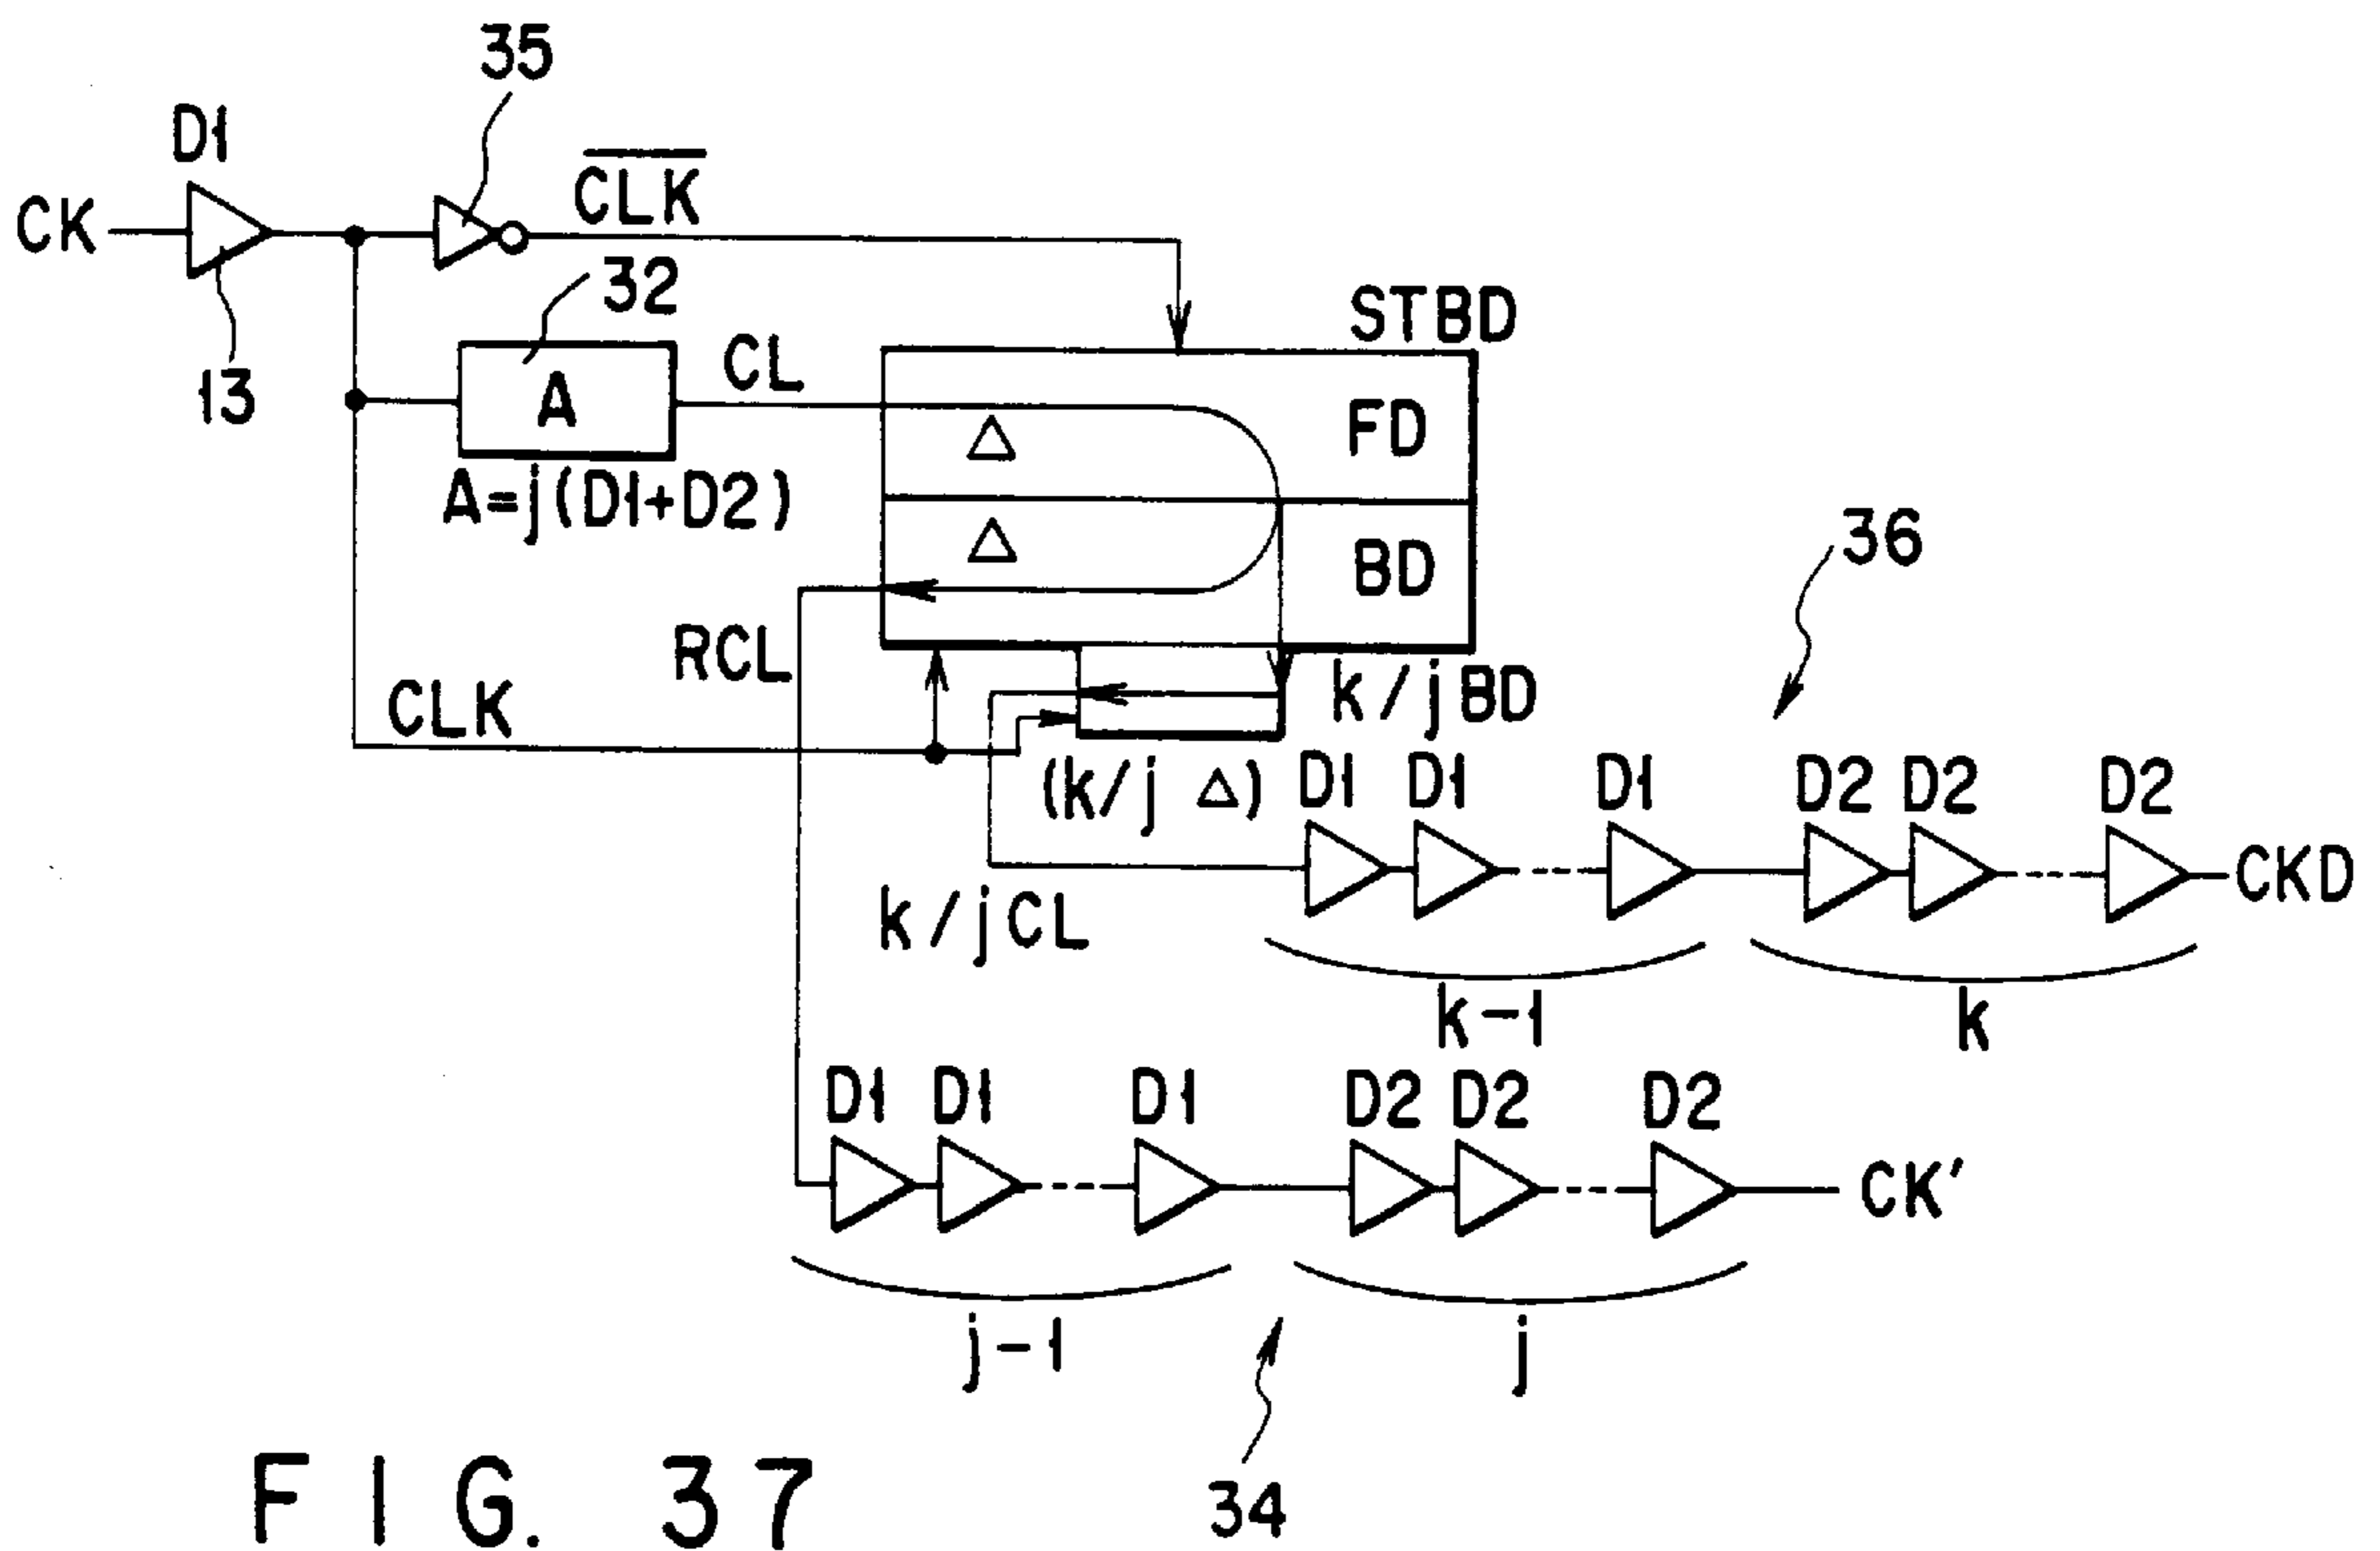 35
D1
CK
C̅L̅K̅
32
STBD
A
CL
FD
13
A=j(D1+D2)
Δ
Δ
BD
36
RCL
k/jBD
CLK
(k/j Δ)
D1 D1 D1 D2 D2 D2
CKD
k/jCL
k-1
k
D1 D1 D1 D2 D2 D2
CK'
j-1
j
34
FIG. 37